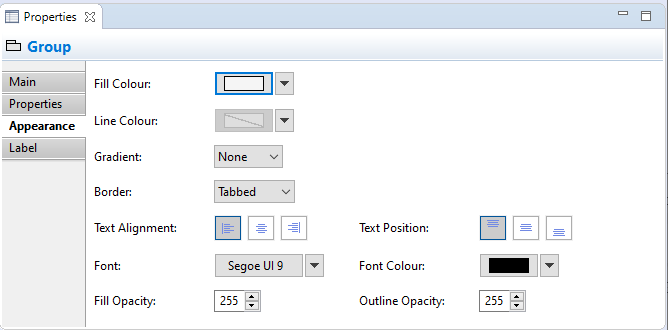 Properties
Group
Main
Properties
Appearance
Label
Fill Colour:
Line Colour:
Gradient: None
Border: Tabbed
Text Alignment: Text Position:
Font: Segoe UI 9 Font Colour:
Fill Opacity: 255 Outline Opacity: 255